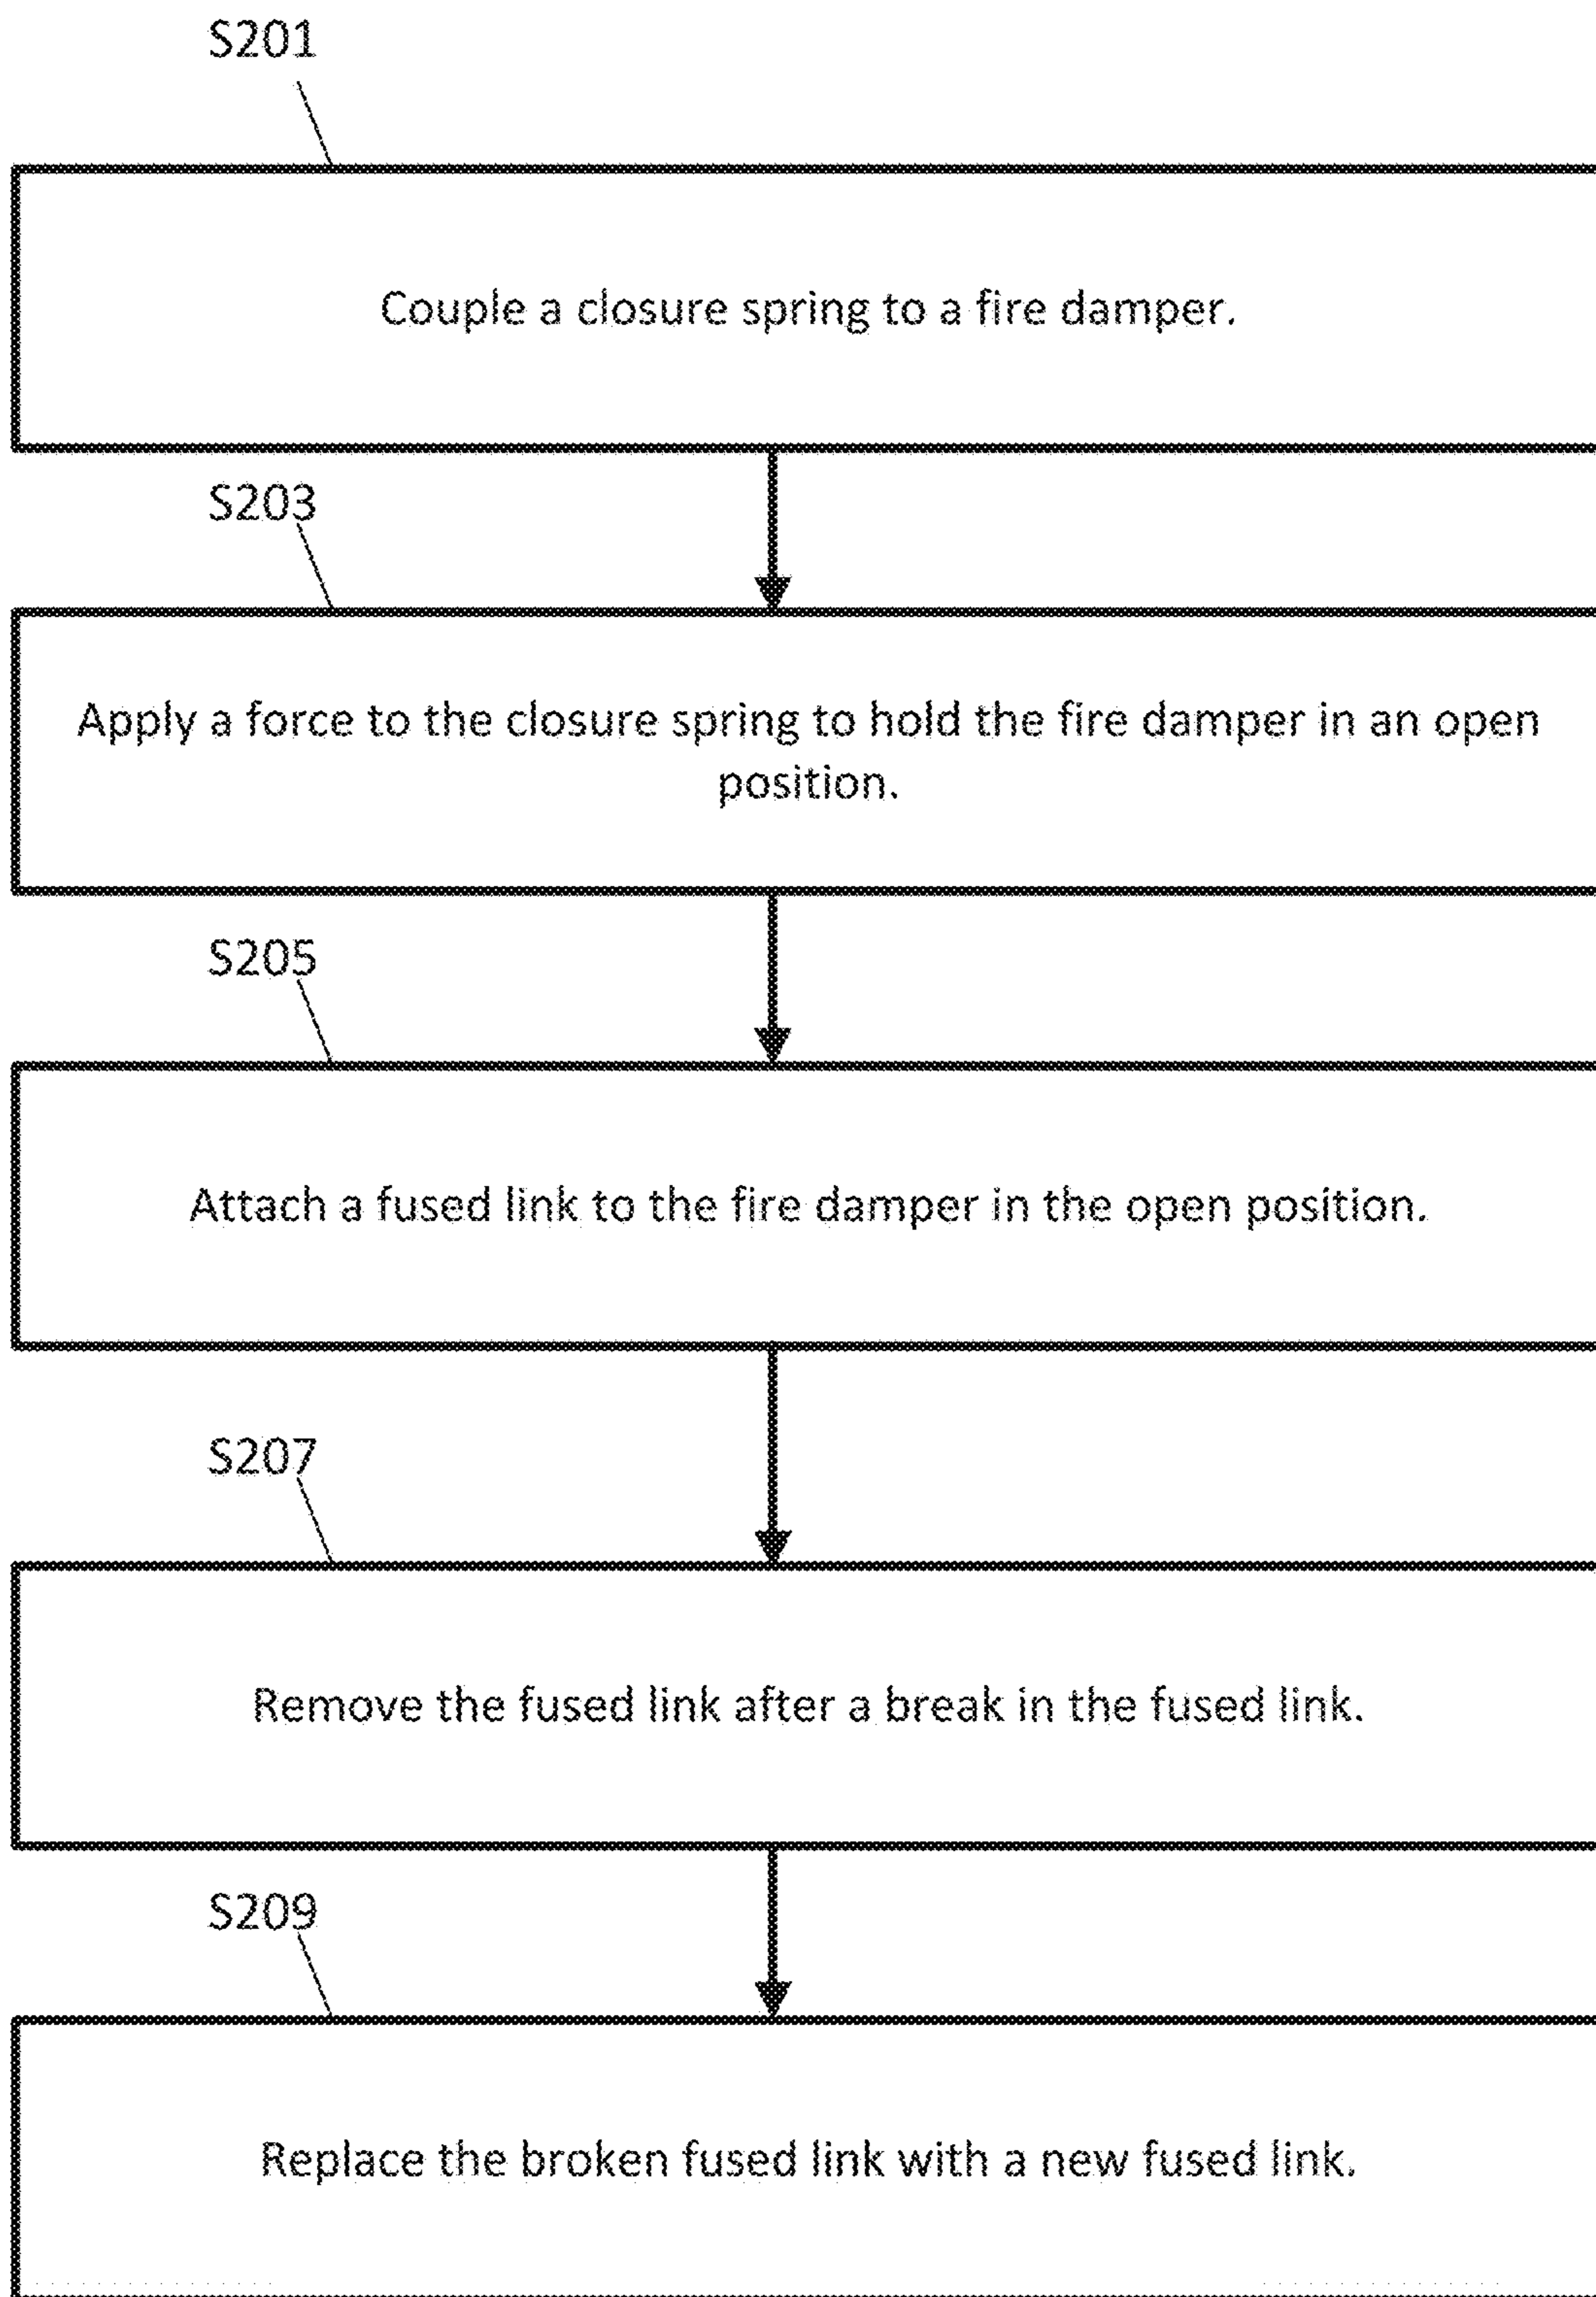 S201
Couple a closure spring to a fire damper.
S203
Apply a force to the closure spring to hold the fire damper in an open
position.
S205
Attach a fused link to the fire damper in the open position.
S207
Remove the fused link after a break in the fused link.
S209
Replace the broken fused link with a new fused link.